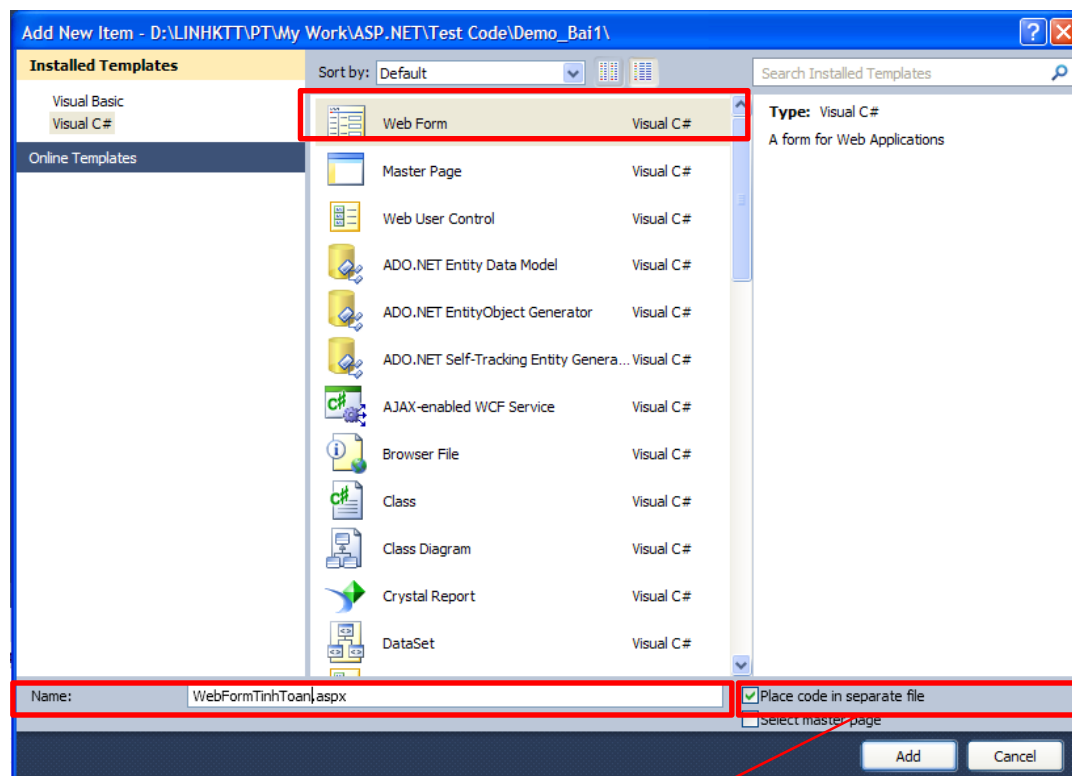 Add New Item - D:\LINHKTT\PT\My Work\ASP.NET\Test Code\Demo_Bai1\
Installed Templates
Visual Basic
Visual C#
Online Templates
Sort by: Default
Web Form Visual C#
Master Page Visual C#
Web User Control Visual C#
ADO.NET Entity Data Model Visual C#
ADO.NET EntityObject Generator Visual C#
ADO.NET Self-Tracking Entity Genera... Visual C#
AJAX-enabled WCF Service Visual C#
Browser File Visual C#
Class Visual C#
Class Diagram Visual C#
Crystal Report Visual C#
DataSet Visual C#
Search Installed Templates
Type: Visual C#
A form for Web Applications
Name: WebFormTinhToan.aspx
Place code in separate file
Select master page
Add Cancel